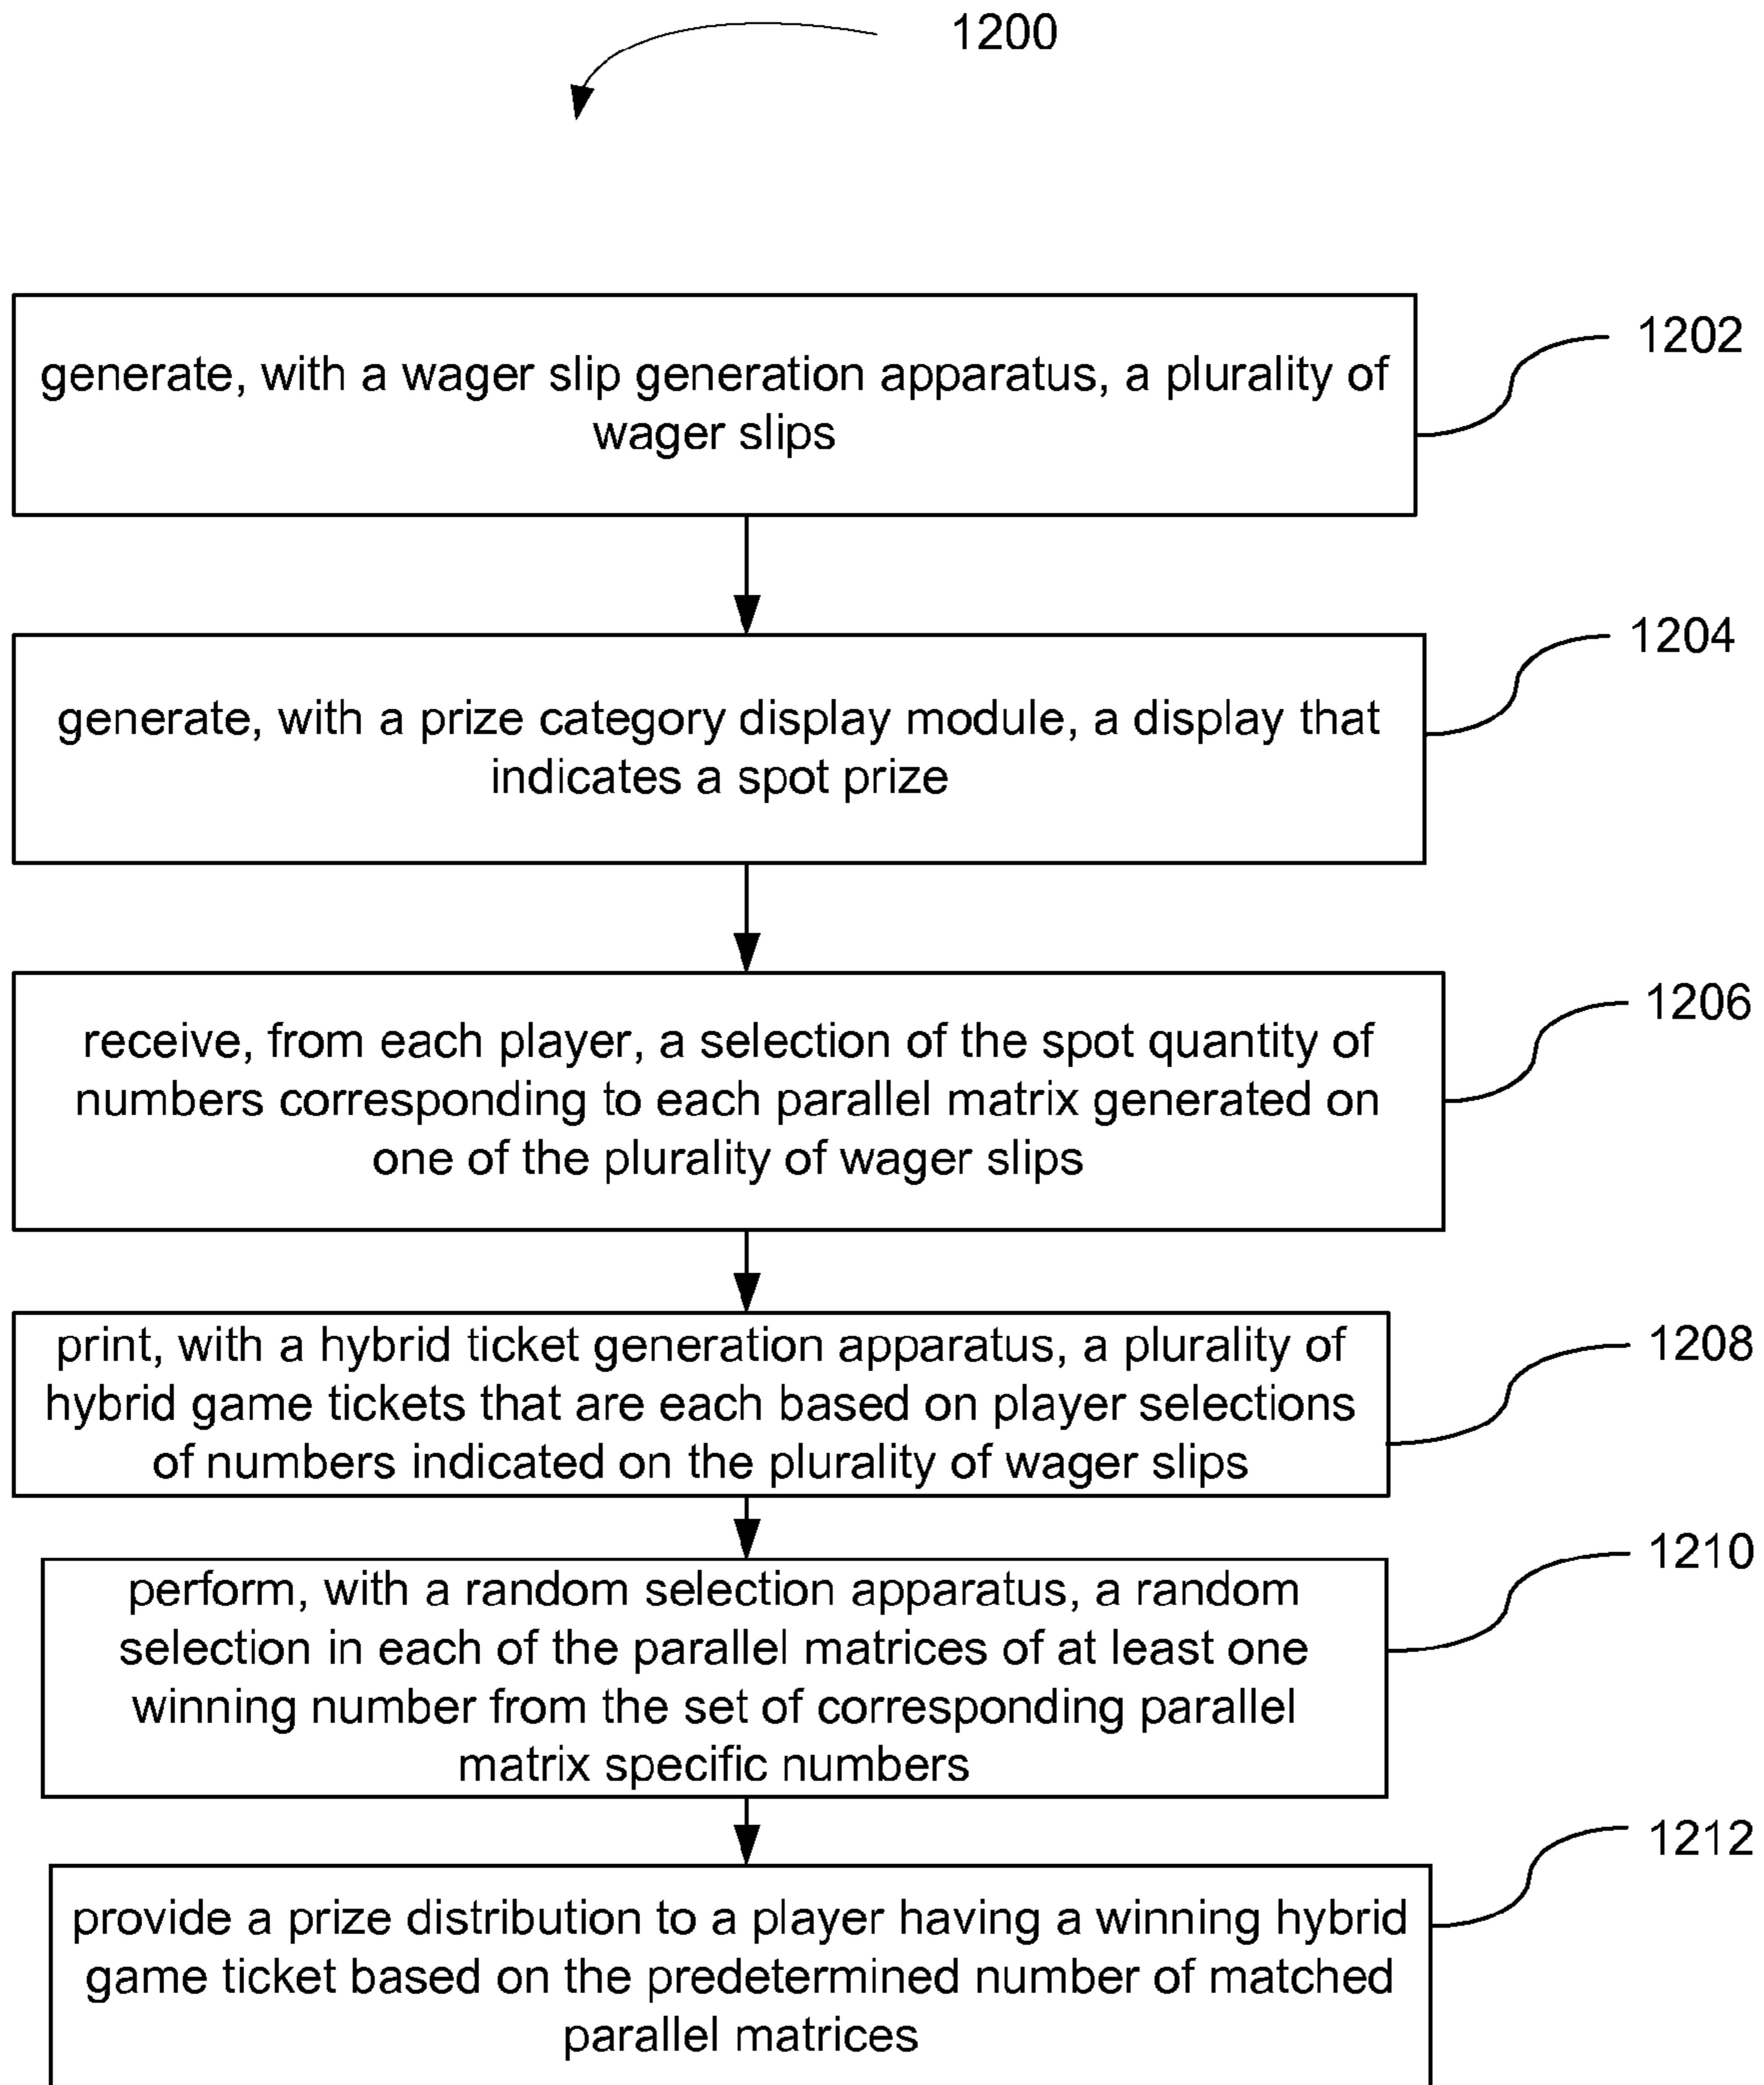 1200
generate, with a wager slip generation apparatus, a plurality of
wager slips
1202
generate, with a prize category display module, a display that
indicates a spot prize
1204
receive, from each player, a selection of the spot quantity of
numbers corresponding to each parallel matrix generated on
one of the plurality of wager slips
1206
print, with a hybrid ticket generation apparatus, a plurality of
hybrid game tickets that are each based on player selections
of numbers indicated on the plurality of wager slips
1208
perform, with a random selection apparatus, a random
selection in each of the parallel matrices of at least one
winning number from the set of corresponding parallel
matrix specific numbers
1210
provide a prize distribution to a player having a winning hybrid
game ticket based on the predetermined number of matched
parallel matrices
1212